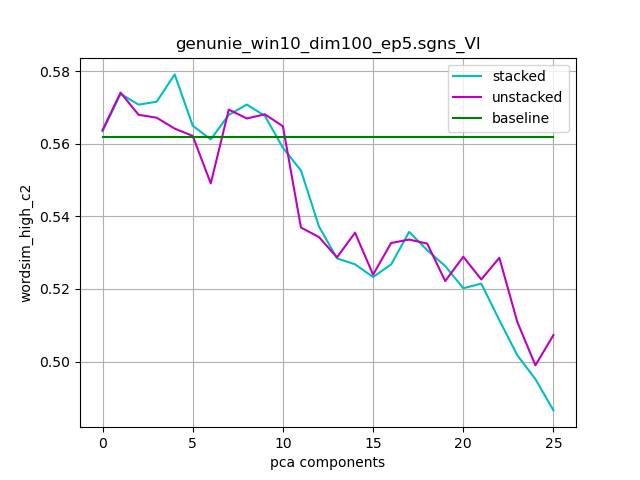 genunie_win10_dim100_ep5.sgns_VI
stacked
unstacked
baseline
wordsim_high_c2
0.58
0.56
0.54
0.52
0.50
0 5 10 15 20 25
pca components